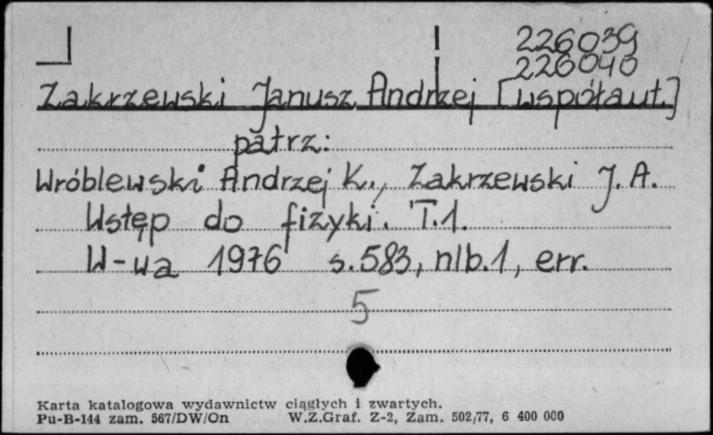 226039
226040
Zakrzewski Janusz Andrzej [współaut.]
patrz:
Wróblewski Andrzej K., Zakrzewski J. A.
Wstęp do fizyki. T.1.
W-wa 1976 s.583, nlb.1, err.
5
Karta katalogowa wydawnictw ciągłych i zwartych.
Pu-B-144 zam. 567/DW/On W.Z.Graf. Z-2, Zam. 502/77, 6 400 000